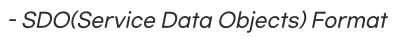 - SDO(Service Data Objects) Format